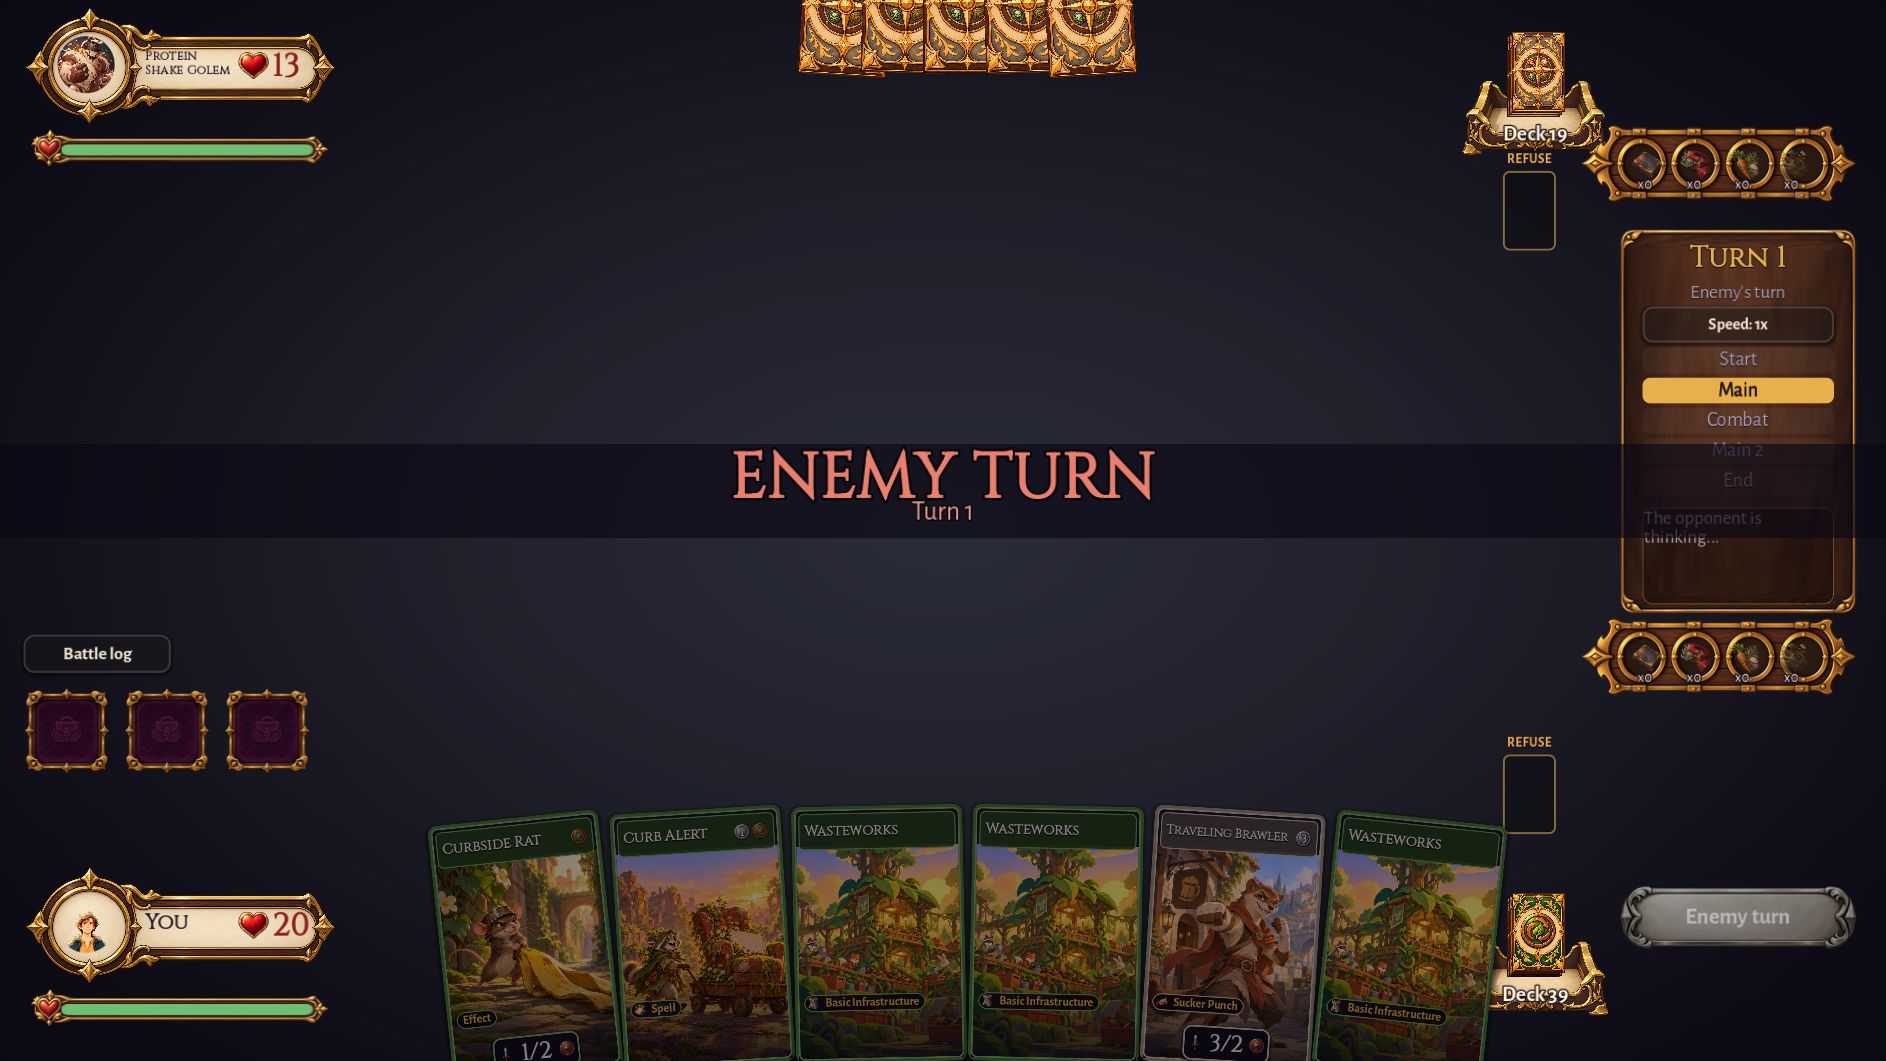 PROTEIN
SHAKE GOLEM
13
Deck 19
REFUSE
x0
x0
x0
x0
TURN 1
Enemy's turn
Speed: 1x
Start
Main
Combat
Main 2
End
The opponent is
thinking...
ENEMY TURN
Turn 1
Battle log
x0
x0
x0
x0
REFUSE
CURBSIDE RAT
Effect
1/2
CURB ALERT
1
Spell
WASTEWORKS
Basic Infrastructure
WASTEWORKS
Basic Infrastructure
TRAVELING BRAWLER
3
Sucker Punch
3/2
WASTEWORKS
Basic Infrastructure
YOU
20
Deck 39
Enemy turn